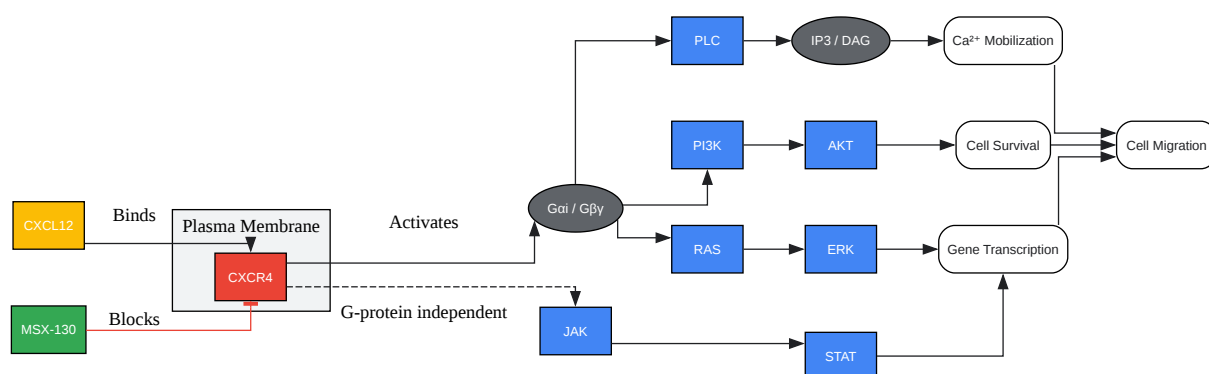 PLC
IP3 / DAG
Ca²⁺ Mobilization
PI3K
AKT
Cell Survival
Cell Migration
CXCL12
Binds
Plasma Membrane
Activates
Gαi / Gβγ
CXCR4
RAS
ERK
Gene Transcription
MSX-130
Blocks
G-protein independent
JAK
STAT